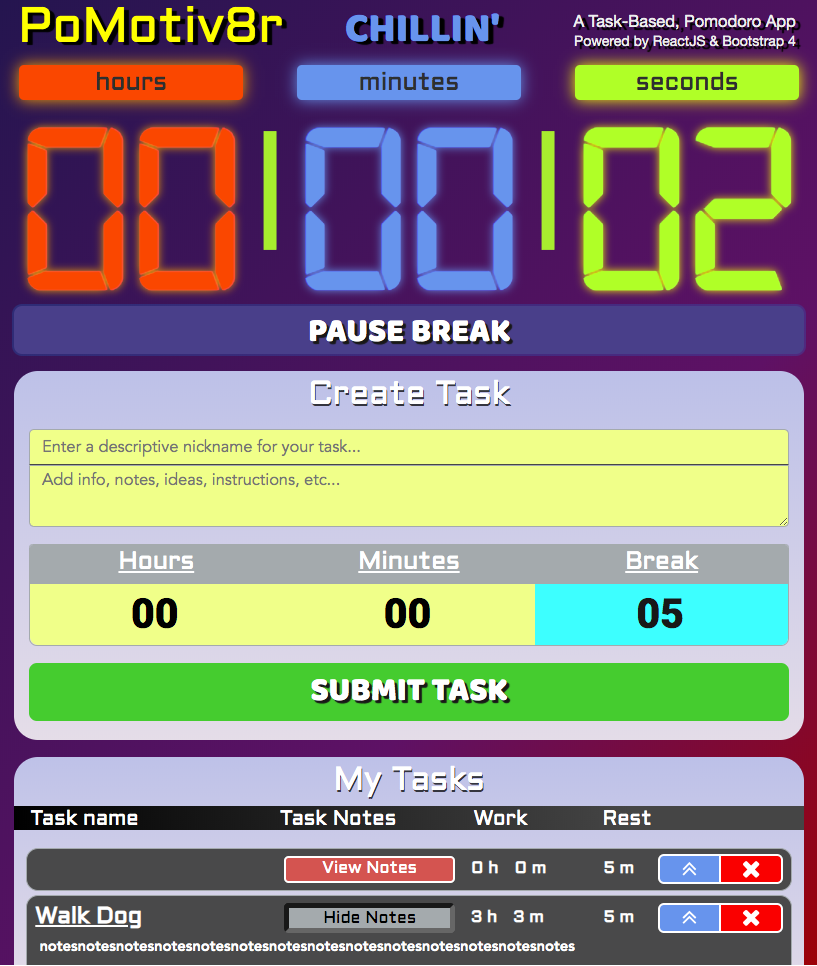 PoMotiv8r CHILLIN' A Task-Based, Pomodoro App
Powered by ReactJS & Bootstrap 4
hours minutes seconds
00 | 00 | 02
PAUSE BREAK
Create Task
Enter a descriptive nickname for your task...
Add info, notes, ideas, instructions, etc...
Hours Minutes Break
00 00 05
SUBMIT TASK
My Tasks
Task name Task Notes Work Rest
View Notes 0 h 0 m 5 m
Walk Dog Hide Notes 3 h 3 m 5 m
notesnotesnotesnotesnotesnotesnotesnotesnotesnotesnotesnotesnotesnotes